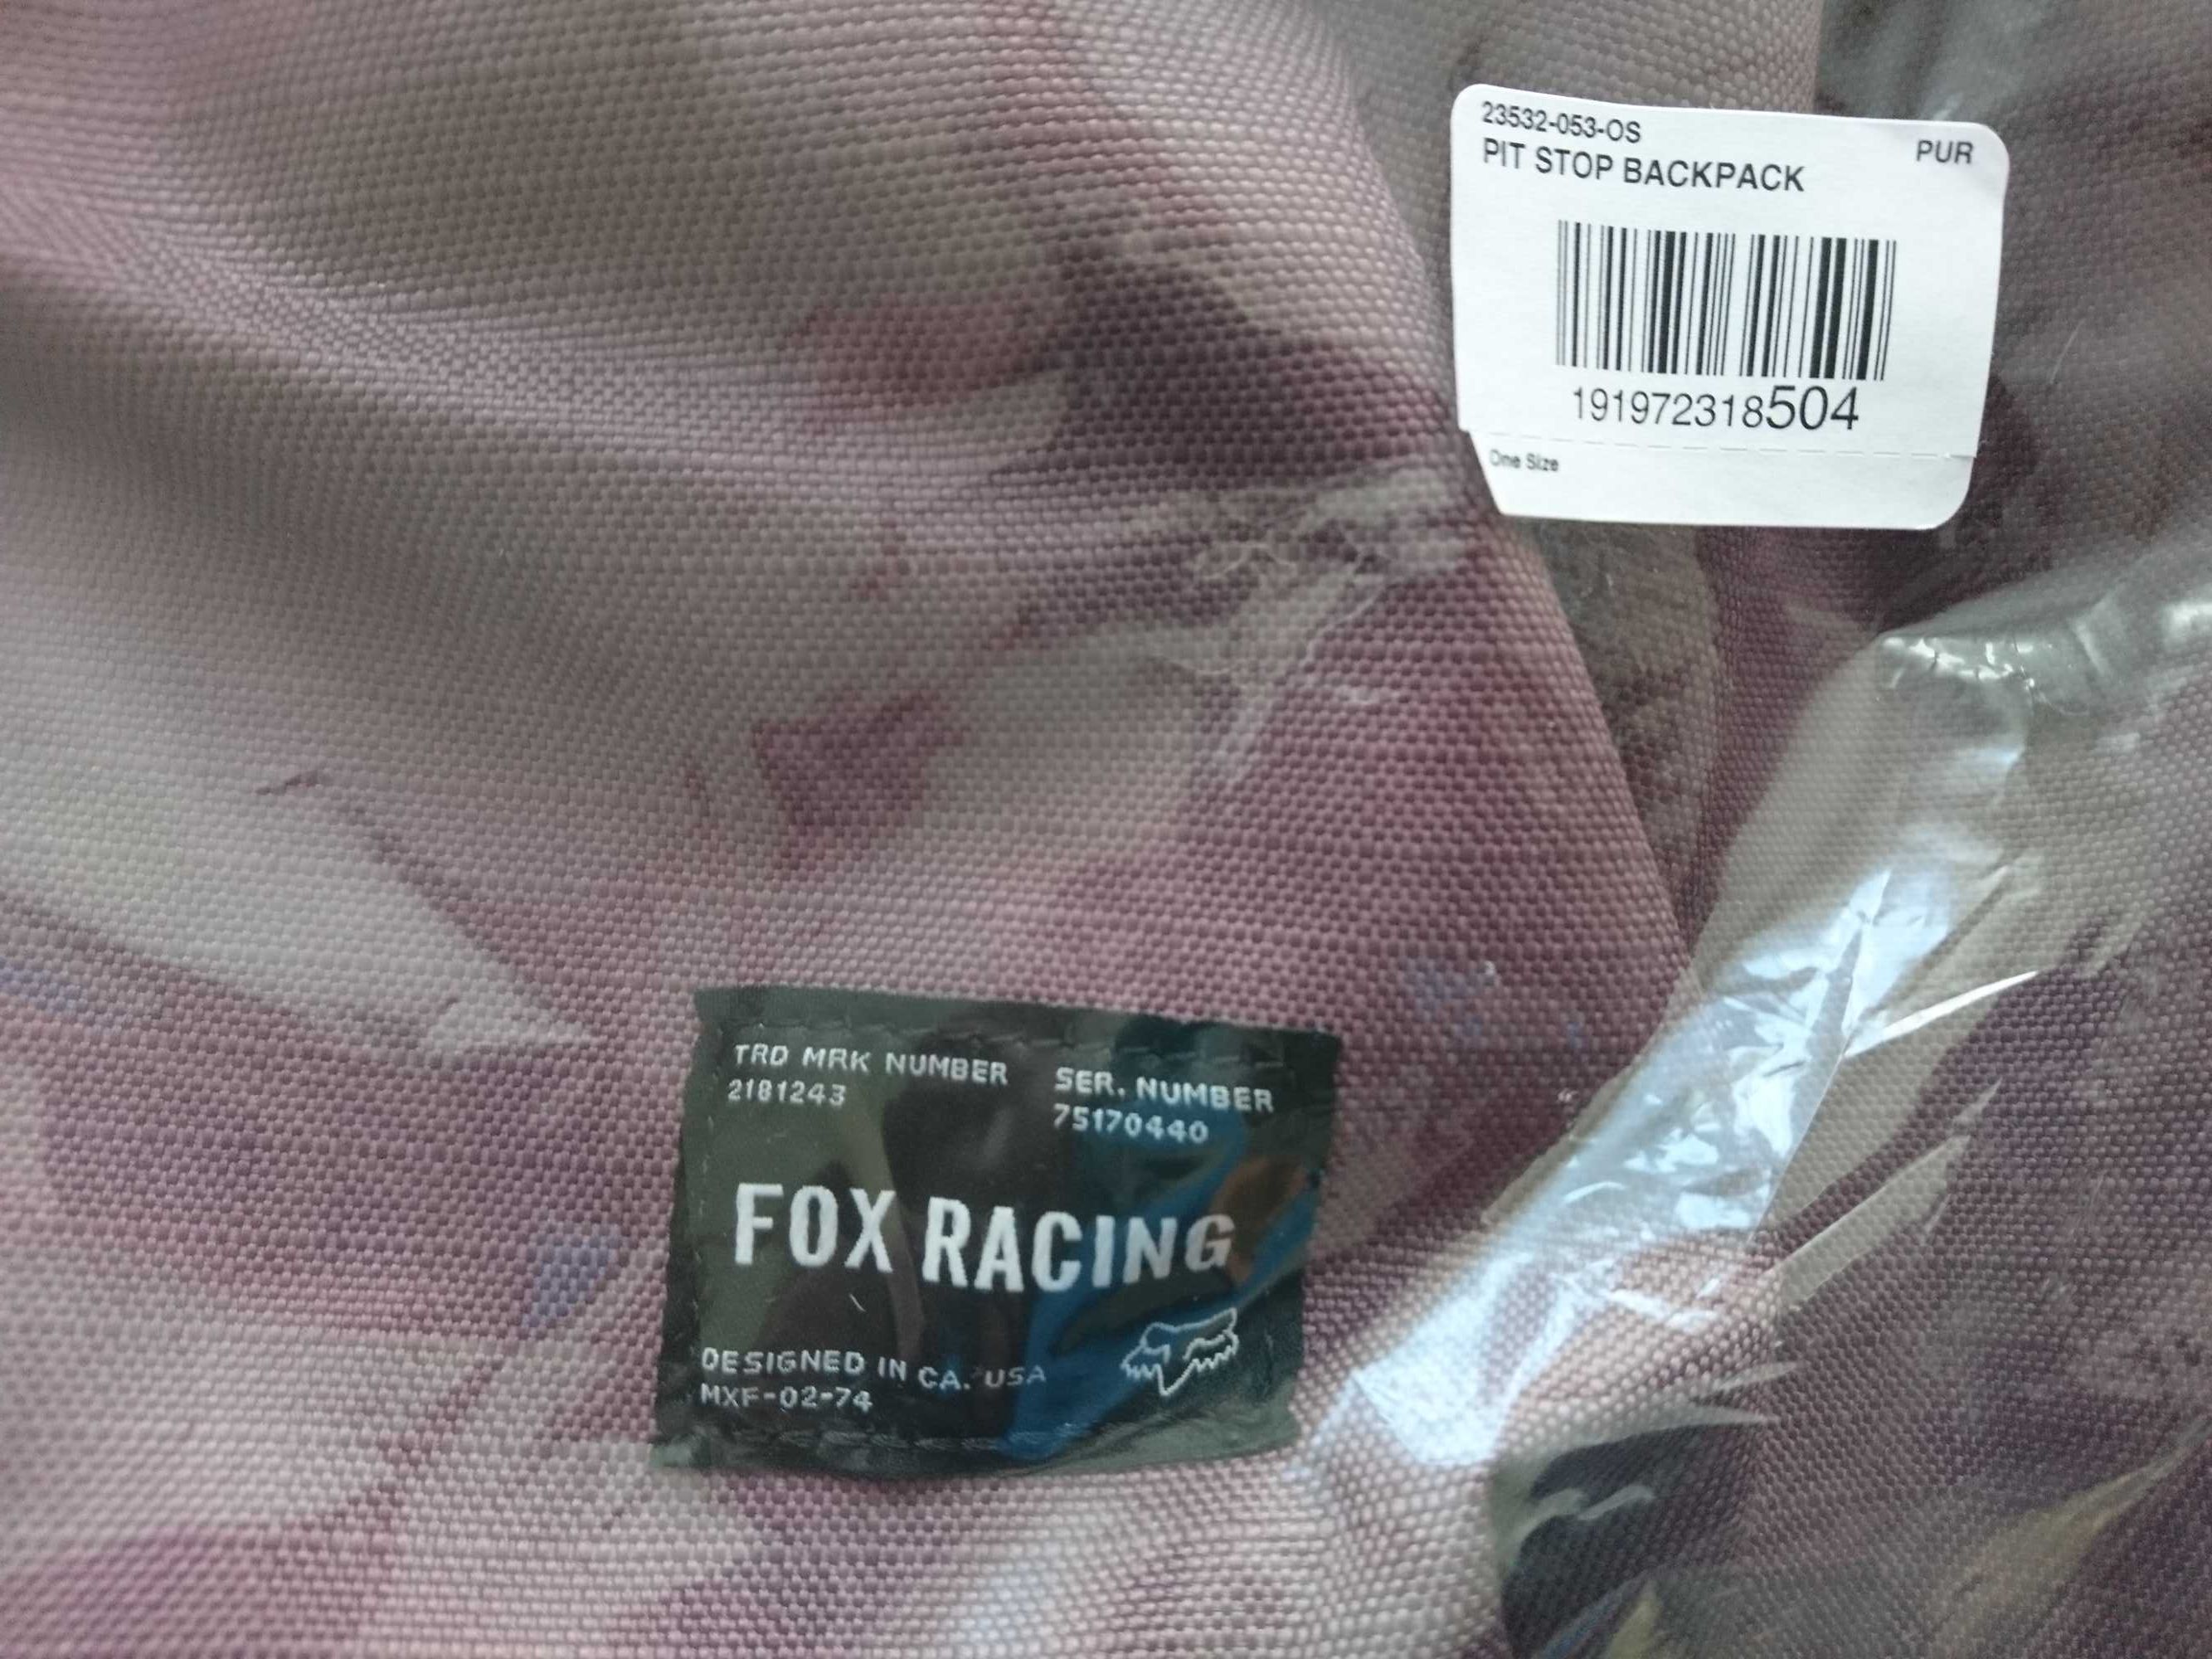 23532-053-OS
PUR
PIT STOP BACKPACK
191972318504
One Size
TRD MRK NUMBER
2181243
SER. NUMBER
75170440
FOX RACING
DESIGNED IN CA. USA
MXF-02-74